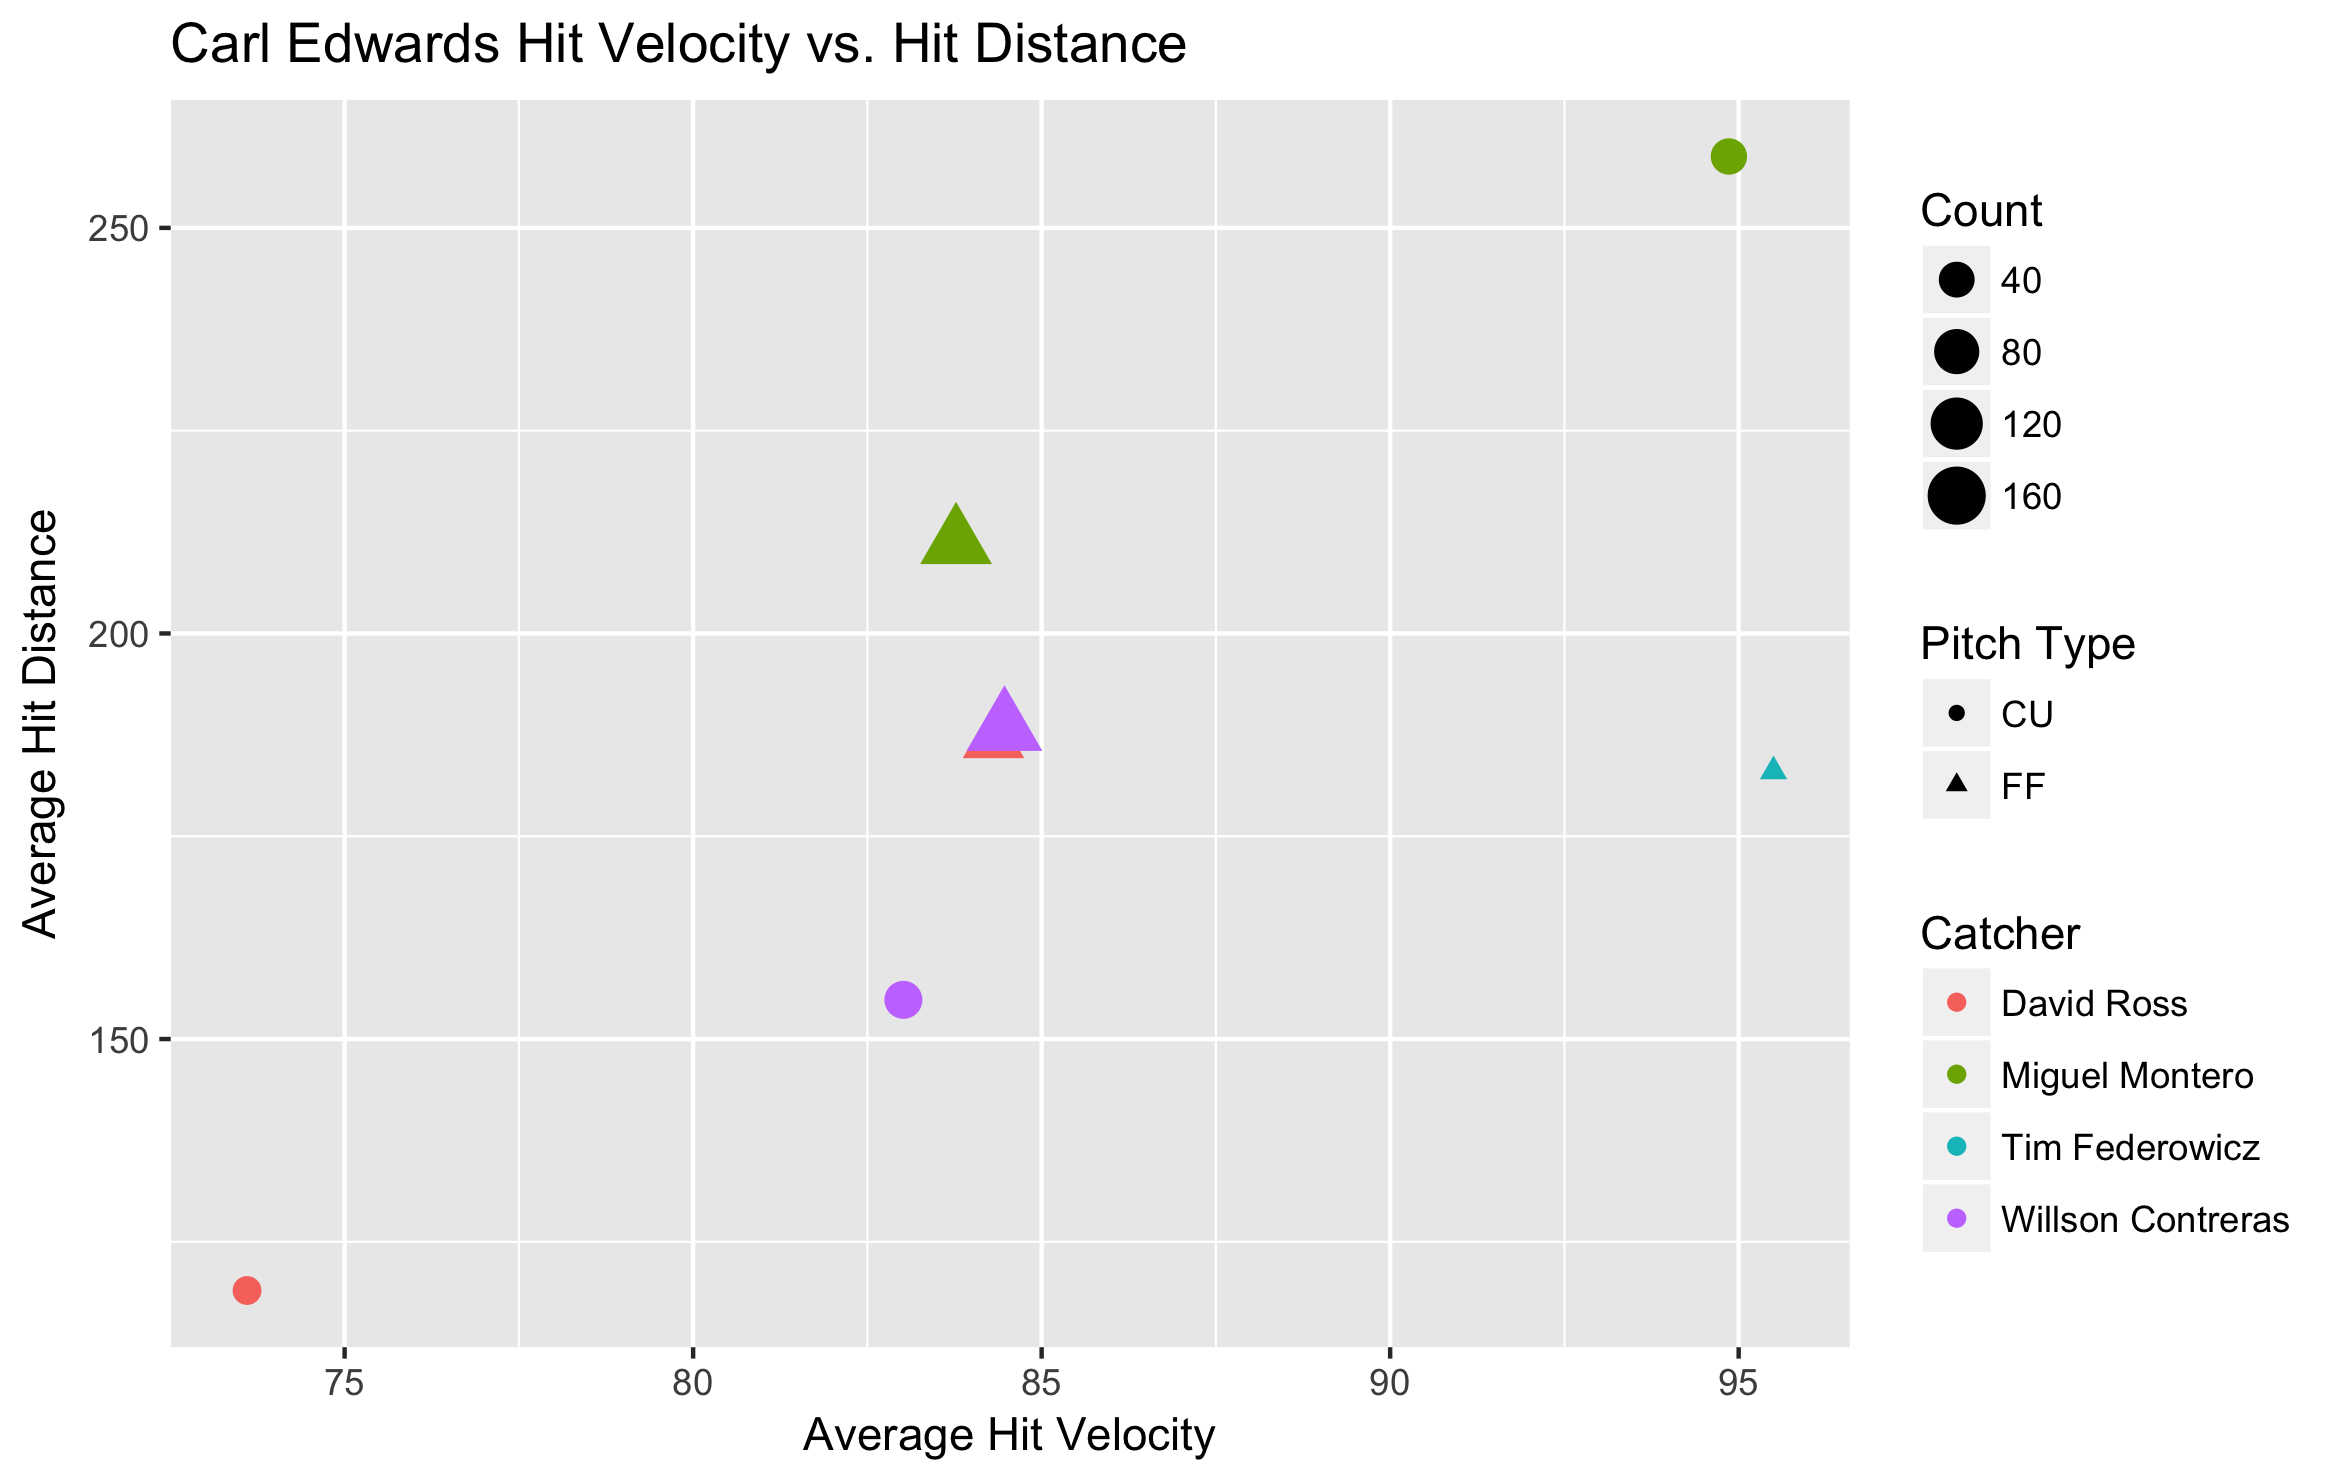 Carl Edwards Hit Velocity vs. Hit Distance
Average Hit Distance
250
200
150
75
80
85
90
95
Average Hit Velocity
Count
40
80
120
160
Pitch Type
CU
FF
Catcher
David Ross
Miguel Montero
Tim Federowicz
Willson Contreras